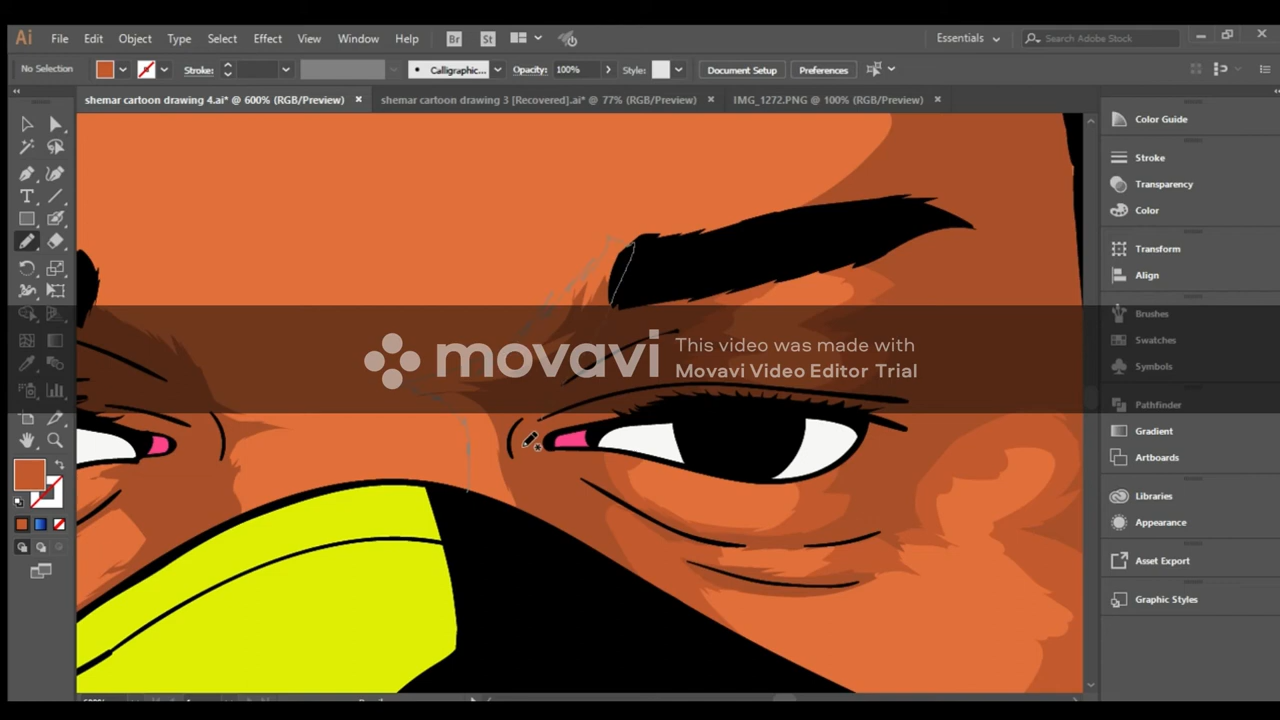 Ai File Edit Object Type Select Effect View Window Help Br St Essentials Search Adobe Stock
No Selection Stroke: Calligraphic... Opacity: 100% Style: Document Setup Preferences
shemar cartoon drawing 4.ai* @ 600% (RGB/Preview) × shemar cartoon drawing 3 [Recovered].ai* @ 77% (RGB/Preview) × IMG_1272.PNG @ 100% (RGB/Preview) ×
Color Guide
Stroke
Transparency
Color
Transform
Align
Brushes
Swatches
Symbols
Pathfinder
Gradient
Artboards
Libraries
Appearance
Asset Export
Graphic Styles
movavi
This video was made with
Movavi Video Editor Trial